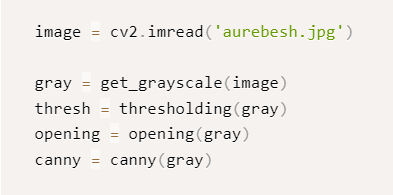 image = cv2.imread('aurebesh.jpg')
gray = get_grayscale(image)
thresh = thresholding(gray)
opening = opening(gray)
canny = canny(gray)